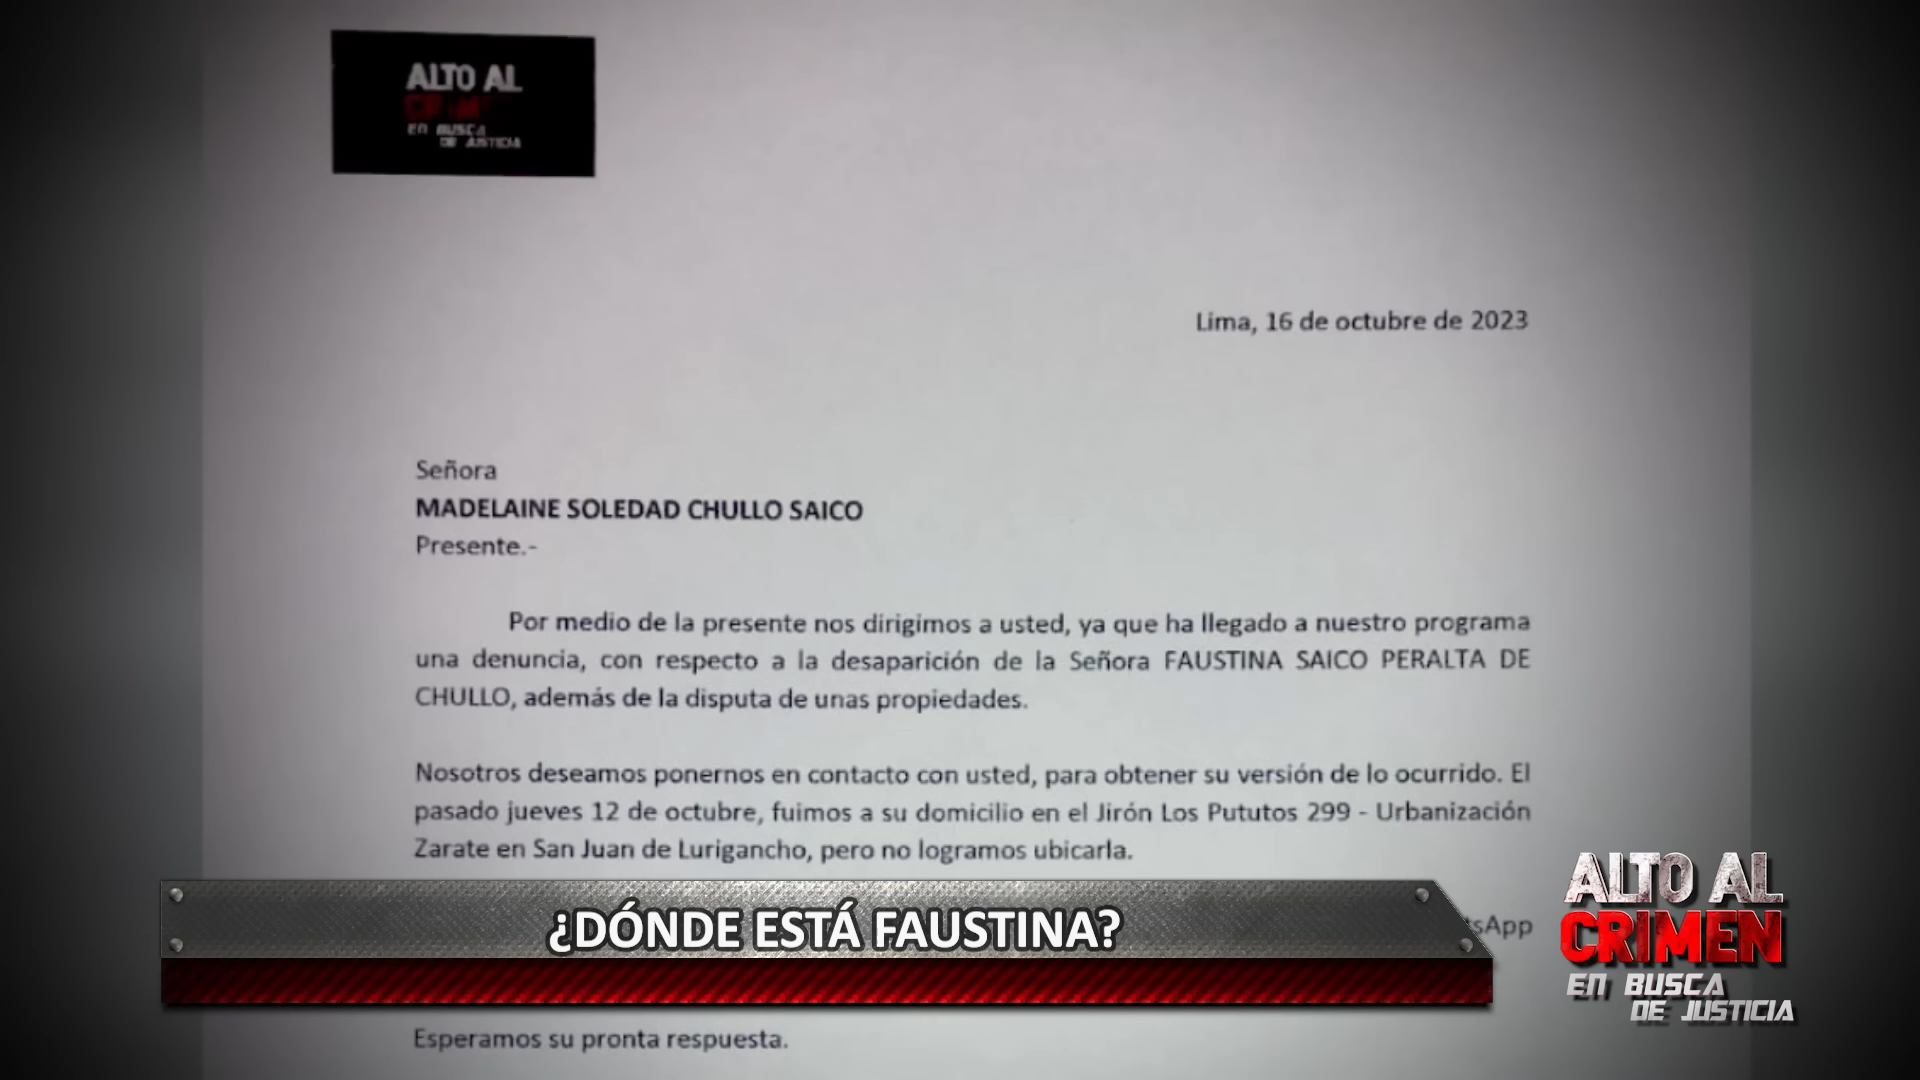 ALTO AL
CRIMEN
EN BUSCA
DE JUSTICIA
Lima, 16 de octubre de 2023
Señora
MADELAINE SOLEDAD CHULLO SAICO
Presente.-
Por medio de la presente nos dirigimos a usted, ya que ha llegado a nuestro programa
una denuncia, con respecto a la desaparición de la Señora FAUSTINA SAICO PERALTA DE
CHULLO, además de la disputa de unas propiedades.
Nosotros deseamos ponernos en contacto con usted, para obtener su versión de lo ocurrido. El
pasado jueves 12 de octubre, fuimos a su domicilio en el Jirón Los Pututos 299 - Urbanización
Zarate en San Juan de Lurigancho, pero no logramos ubicarla.
¿DÓNDE ESTÁ FAUSTINA?
Esperamos su pronta respuesta.
ALTO AL
CRIMEN
EN BUSCA
DE JUSTICIA